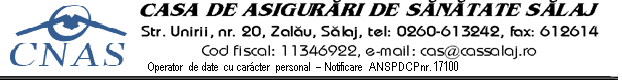 CASA DE ASIGURĂRI DE SĂNĂTATE SĂLAJ
Str. Unirii, nr. 20, Zalău, Sălaj, tel: 0260-613242, fax: 612614
Cod fiscal: 11346922, e-mail: cas@cassalaj.ro
CNAS
Operator de date cu carácter personal – Notificare ANSPDCP nr. 17100